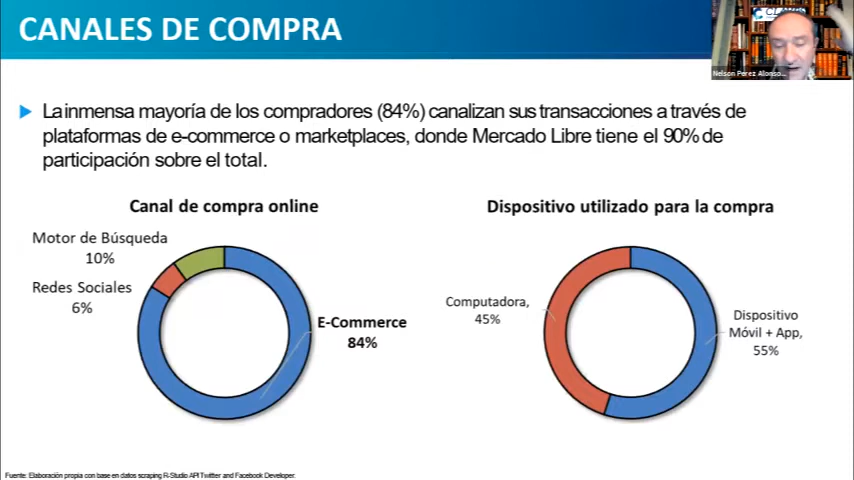 CANALES DE COMPRA
Nelson Perez Alonso...
La inmensa mayoría de los compradores (84%) canalizan sus transacciones a través de
plataformas de e-commerce o marketplaces, donde Mercado Libre tiene el 90% de
participación sobre el total.
Canal de compra online
Motor de Búsqueda
10%
Redes Sociales
6%
E-Commerce
84%
Dispositivo utilizado para la compra
Computadora,
45%
Dispositivo
Móvil + App,
55%
Fuente: Elaboración propia con base en datos scraping R-Studio API Twitter and Facebook Developer.